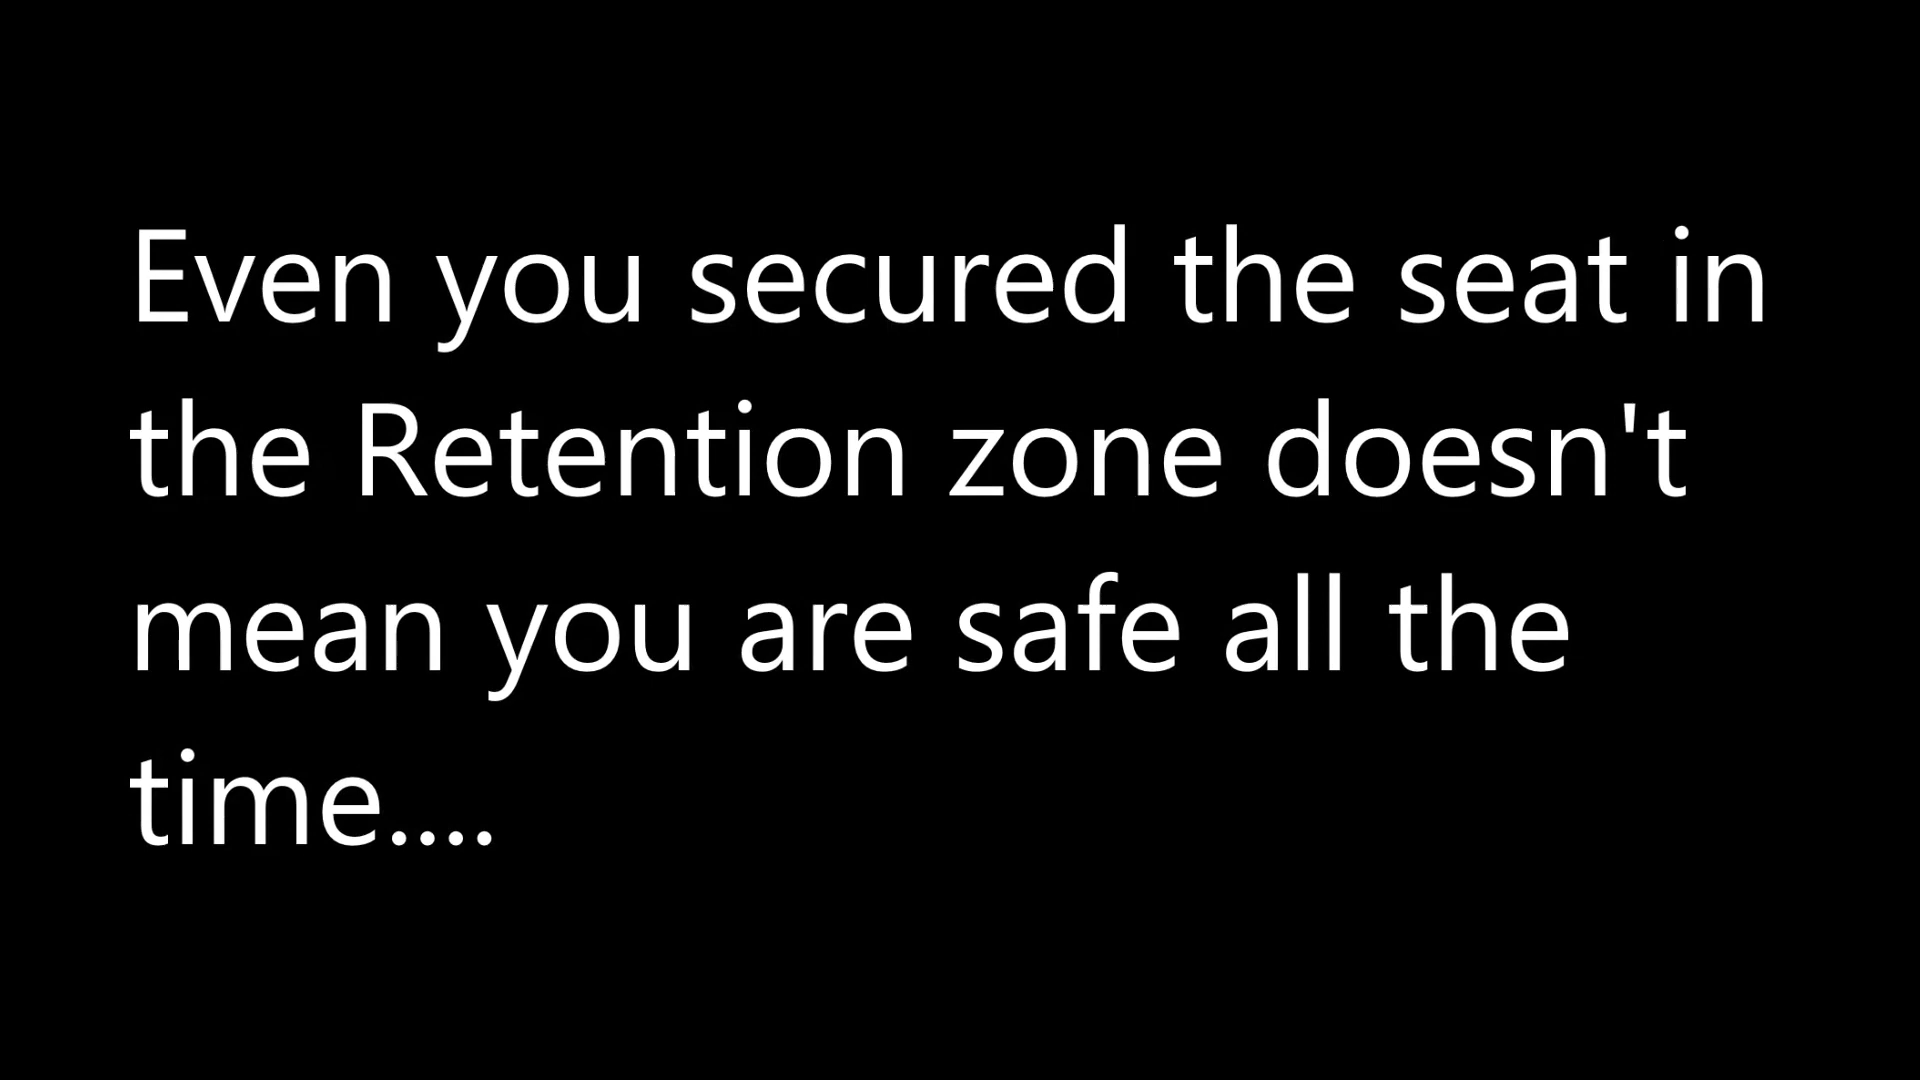 Even you secured the seat in
the Retention zone doesn't
mean you are safe all the
time....